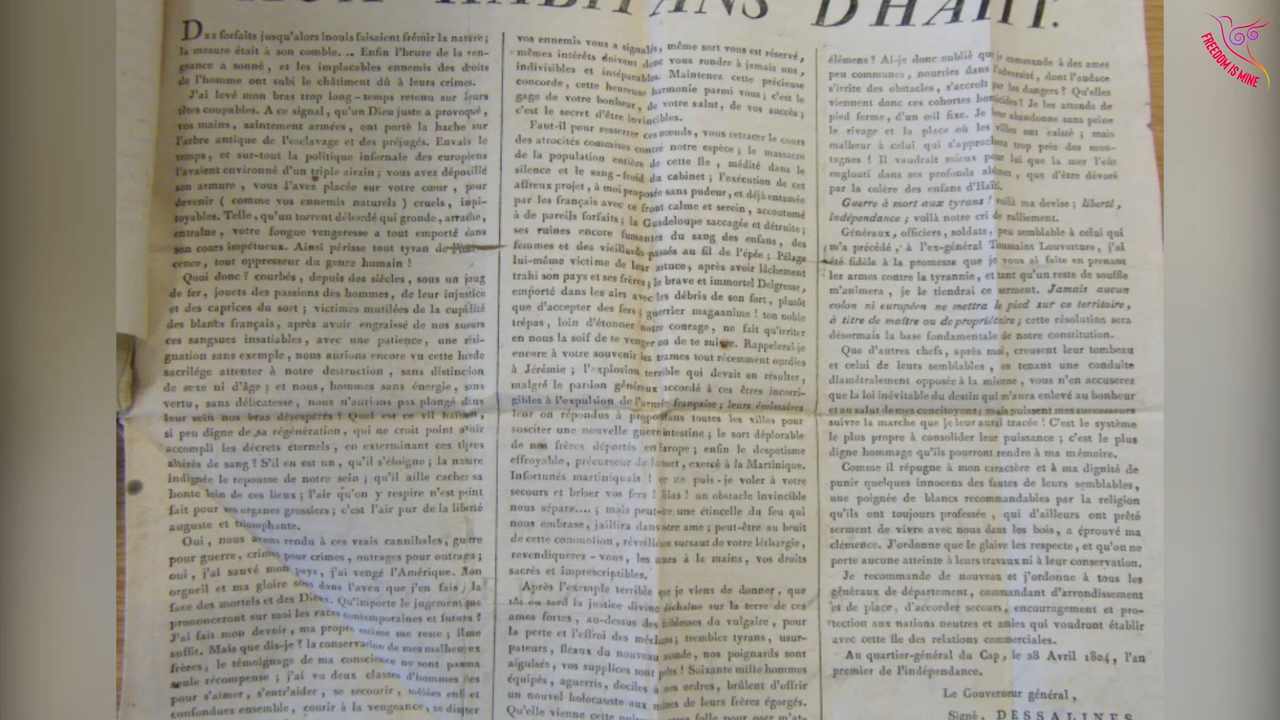 AUX HABITANS D'HAITI.
DES forfaits jusqu'alors inouis faisaient frémir la nature;
la mesure était à son comble... Enfin l'heure de la ven-
geance a sonné, et les implacables ennemis des droits
de l'homme ont subi le châtiment dû à leurs crimes.
J'ai levé mon bras trop long-temps retenu sur leurs
têtes coupables. A ce signal, qu'un Dieu juste a provoqué,
vos mains, saintement armées, ont porté la hache sur
l'arbre antique de l'esclavage et des préjugés. Envain le
temps, et sur-tout la politique infernale des européens
l'avaient environné d'un triple airain; vous avez dépouillé
son armure, vous l'avez placée sur votre cœur, pour
devenir ( comme vos ennemis naturels ) cruels, impi-
toyables. Telle, qu'un torrent débordé qui gronde, arrache,
entraîne, votre fougue vengeresse a tout emporté dans
son cours impétueux. Ainsi périsse tout tyran de l'inno-
cence, tout oppresseur du genre humain !
Quoi donc ? courbés, depuis des siècles, sous un joug
de fer, jouets des passions des hommes, de leur injustice
et des caprices du sort; victimes mutilées de la cupidité
des blancs français, après avoir engraissé de nos sueurs
ces sangsues insatiables, avec une patience, une rési-
gnation sans exemple, nous aurions encore vu cette horde
sacrilége attenter à notre destruction, sans distinction
de sexe ni d'âge; et nous, hommes sans énergie, sans
vertu, sans délicatesse, nous n'aurions pas plongé dans
leur sein nos bras désespérés ! Quel est ce vil haïtien,
si peu digne de sa régénération, qui ne croit point avoir
accompli les décrets éternels, en exterminant ces tigres
altérés de sang ? S'il en est un, qu'il s'éloigne; la nature
indignée le repousse de notre sein; qu'il aille cacher sa
honte loin de ces lieux; l'air qu'on y respire n'est point
fait pour ses organes grossiers; c'est l'air pur de la liberté
auguste et triomphante.
Oui, nous avons rendu à ces vrais cannibales, guerre
pour guerre, crimes pour crimes, outrages pour outrages;
oui, j'ai sauvé mon pays, j'ai vengé l'Amérique. Mon
orgueil et ma gloire sont dans l'aveu que j'en fais, à la
face des mortels et des Dieux. Qu'importe le jugement que
prononceront sur moi les races contemporaines et futures ?
J'ai fait mon devoir, ma propre estime me reste; il me
suffit. Mais que dis-je ? la conservation de mes malheureux
frères, le témoignage de ma conscience ne sont pas ma
seule récompense; j'ai vu deux classes d'hommes nés
pour s'aimer, s'entr'aider, se secourir, mêlées enfin et
confondues ensemble, courir à la vengeance, se disputer
vos ennemis vous a signalés, même sort vous est réservé,
mêmes intérêts doivent donc vous rendre à jamais uns,
indivisibles et inséparables. Maintenez cette précieuse
concorde, cette heureuse harmonie parmi vous; c'est le
gage de votre bonheur, de votre salut, de vos succès;
c'est le secret d'être invincibles.
Faut-il pour resserrer ces nœuds, vous retracer le cours
des atrocités commises contre notre espèce; le massacre
de la population entière de cette île, médité dans le
silence et le sang-froid du cabinet; l'exécution de cet
affreux projet, à moi proposée sans pudeur, et déjà entamée
par les français avec ce front calme et serein, accoutumé
à de pareils forfaits; la Guadeloupe saccagée et détruite;
ses ruines encore fumantes du sang des enfans, des
femmes et des vieillards passés au fil de l'épée; Pélage
lui-même victime de leur astuce, après avoir lâchement
trahi son pays et ses frères; le brave et immortel Delgresse,
emporté dans les airs avec les débris de son fort, plutôt
que d'accepter des fers; guerrier magnanime ! ton noble
trépas, loin d'étonner notre courage, ne fait qu'irriter
en nous la soif de te venger ou de te suivre. Rappelerai-je
encore à votre souvenir les trames tout récemment ourdies
à Jérémie; l'explosion terrible qui devait en résulter,
malgré le pardon généreux accordé à ces êtres incorri-
gibles à l'expulsion de l'armée française; leurs émissaires
leur on répondus à propos dans toutes les villes pour
susciter une nouvelle guerre intestine; le sort déplorable
de nos frères déportés en Europe; enfin le despotisme
effroyable, précurseur de la mort, exercé à la Martinique.
Infortunés martiniquais ! que ne puis-je voler à votre
secours et briser vos fers ! Hélas ! un obstacle invincible
nous sépare....; mais peut-être une étincelle du feu qui
nous embrase, jaillira dans votre ame; peut-être au bruit
de cette commotion, réveillés en sursaut de votre léthargie,
revendiquerez-vous, les armes à la main, vos droits
sacrés et imprescriptibles.
Après l'exemple terrible que je viens de donner, que
tôt ou tard la justice divine déchaîne sur la terre de ces
ames fortes, au-dessus des faiblesses du vulgaire, pour
la perte et l'effroi des méchans; tremblez tyrans, usur-
pateurs, fléaux du nouveau monde, nos poignards sont
aiguisés, vos supplices sont prêts ! Soixante mille hommes
équipés, aguerris, dociles à mes ordres, brûlent d'offrir
un nouvel holocauste aux mânes de leurs frères égorgés.
Qu'elle vienne cette
élémens ? Ai-je donc oublié que je commande à des ames
peu communes, nourries dans l'adversité, dont l'audace
s'irrite des obstacles, s'accroît par les dangers ? Qu'elles
viennent donc ces cohortes homicides ! Je les attends de
pied ferme, d'un œil fixe. Je leur abandonne sans peine
le rivage et la place où les villes ont existé; mais
malheur à celui qui s'approchera trop près des mon-
tagnes ! Il vaudrait mieux pour lui que la mer l'eût
englouti dans ses profonds abîmes, que d'être dévoré
par la colère des enfans d'Haïti.
Guerre à mort aux tyrans ! voilà ma devise; liberté,
indépendance; voilà notre cri de ralliement.
Généraux, officiers, soldats, peu semblable à celui qui
m'a précédé, à l'ex-général Toussaint Louverture, j'ai
été fidèle à la promesse que je vous ai faite en prenant
les armes contre la tyrannie, et tant qu'un reste de souffle
m'animera, je le tiendrai ce serment. Jamais aucun
colon ni européen ne mettra le pied sur ce territoire,
à titre de maître ou de propriétaire; cette résolution sera
désormais la base fondamentale de notre constitution.
Que d'autres chefs, après moi, creusent leur tombeau
et celui de leurs semblables, en tenant une conduite
diamétralement opposée à la mienne, vous n'en accuserez
que la loi inévitable du destin qui m'aura enlevé au bonheur
et au salut de mes concitoyens; mais puissent mes successeurs
suivre la marche que je leur aurai tracée ! C'est le système
le plus propre à consolider leur puissance; c'est le plus
digne hommage qu'ils pourront rendre à ma mémoire.
Comme il répugne à mon caractère et à ma dignité de
punir quelques innocens des fautes de leurs semblables,
une poignée de blancs recommandables par la religion
qu'ils ont toujours professée, qui d'ailleurs ont prêté
serment de vivre avec nous dans les bois, a éprouvé ma
clémence. J'ordonne que le glaive les respecte, et qu'on ne
porte aucune atteinte à leurs travaux ni à leur conservation.
Je recommande de nouveau et j'ordonne à tous les
généraux de département, commandant d'arrondissement
et de place, d'accorder secours, encouragement et pro-
tection aux nations neutres et amies qui voudront établir
avec cette île des relations commerciales.
Au quartier-général du Cap, le 28 Avril 1804, l'an
premier de l'indépendance.
Le Gouverneur général,
Signé, DESSALINES
FREEDOM IS MINE